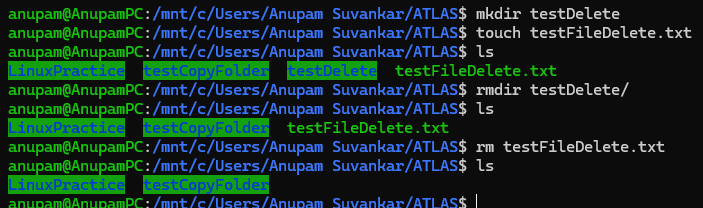 anupam@AnupamPC:/mnt/c/Users/Anupam Suvankar/ATLAS$ mkdir testDelete
anupam@AnupamPC:/mnt/c/Users/Anupam Suvankar/ATLAS$ touch testFileDelete.txt
anupam@AnupamPC:/mnt/c/Users/Anupam Suvankar/ATLAS$ ls
LinuxPractice  testCopyFolder  testDelete  testFileDelete.txt
anupam@AnupamPC:/mnt/c/Users/Anupam Suvankar/ATLAS$ rmdir testDelete/
anupam@AnupamPC:/mnt/c/Users/Anupam Suvankar/ATLAS$ ls
LinuxPractice  testCopyFolder  testFileDelete.txt
anupam@AnupamPC:/mnt/c/Users/Anupam Suvankar/ATLAS$ rm testFileDelete.txt
anupam@AnupamPC:/mnt/c/Users/Anupam Suvankar/ATLAS$ ls
LinuxPractice  testCopyFolder
anupam@AnupamPC:/mnt/c/Users/Anupam Suvankar/ATLAS$